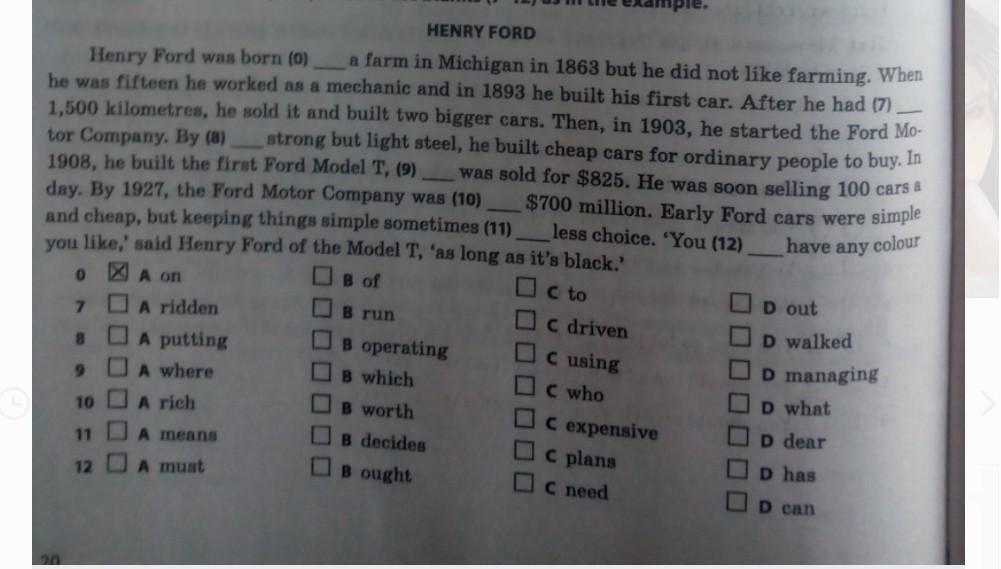 as in the example.
HENRY FORD
Henry Ford was born (0) ___ a farm in Michigan in 1863 but he did not like farming. When
he was fifteen he worked as a mechanic and in 1893 he built his first car. After he had (7) ___
1,500 kilometres, he sold it and built two bigger cars. Then, in 1903, he started the Ford Mo-
tor Company. By (8) ___ strong but light steel, he built cheap cars for ordinary people to buy. In
1908, he built the first Ford Model T, (9) ___ was sold for $825. He was soon selling 100 cars a
day. By 1927, the Ford Motor Company was (10) ___ $700 million. Early Ford cars were simple
and cheap, but keeping things simple sometimes (11) ___ less choice. ‘You (12) ___ have any colour
you like,’ said Henry Ford of the Model T, ‘as long as it’s black.’
0 A on B of C to D out
7 A ridden B run C driven D walked
8 A putting B operating C using D managing
9 A where B which C who D what
10 A rich B worth C expensive D dear
11 A means B decides C plans D has
12 A must B ought C need D can
20